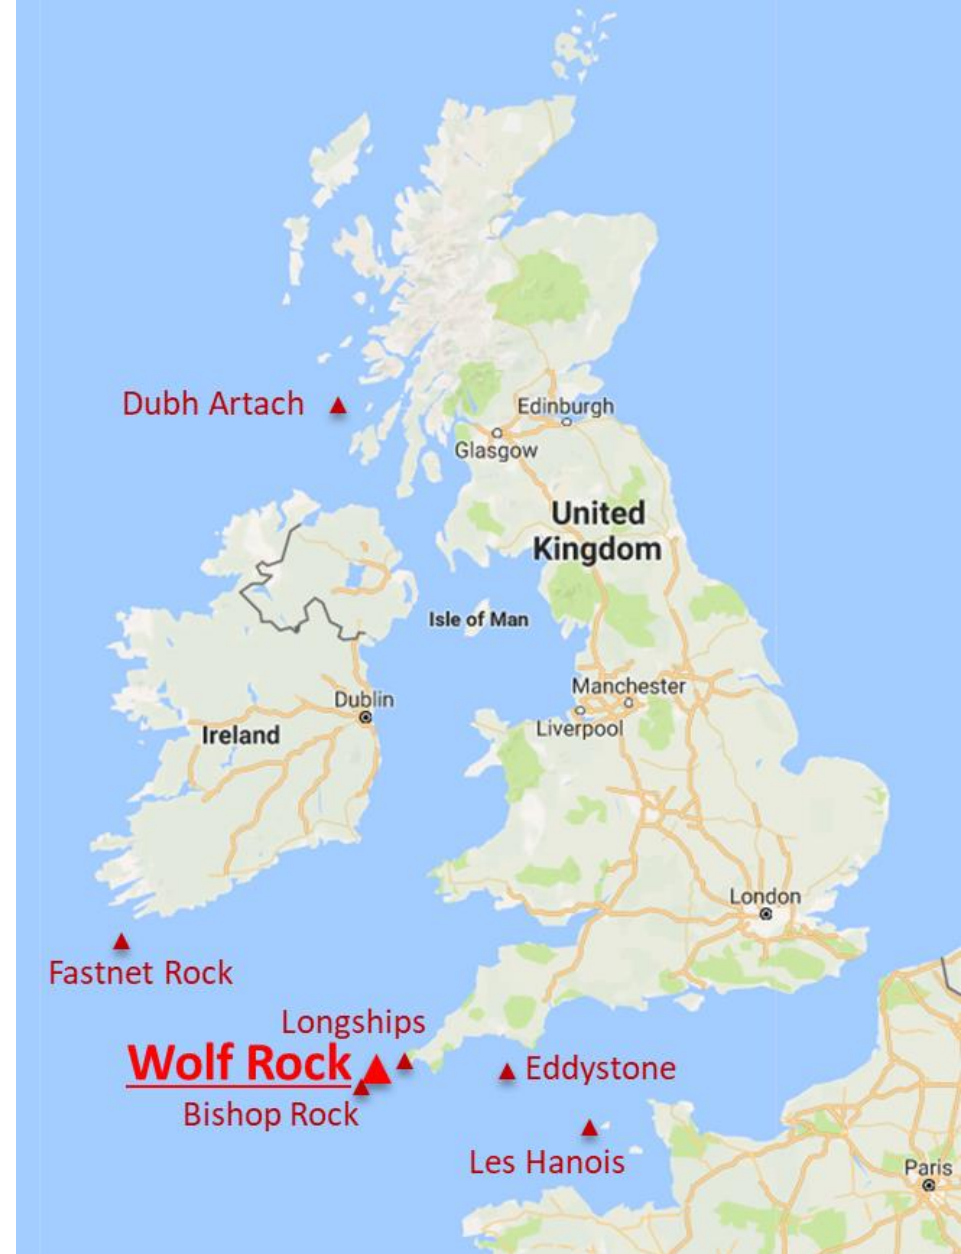 Dubh Artach
Edinburgh
Glasgow
United
Kingdom
Isle of Man
Manchester
Dublin
Liverpool
Ireland
London
Fastnet Rock
Longships
Wolf Rock
Eddystone
Bishop Rock
Les Hanois
Paris